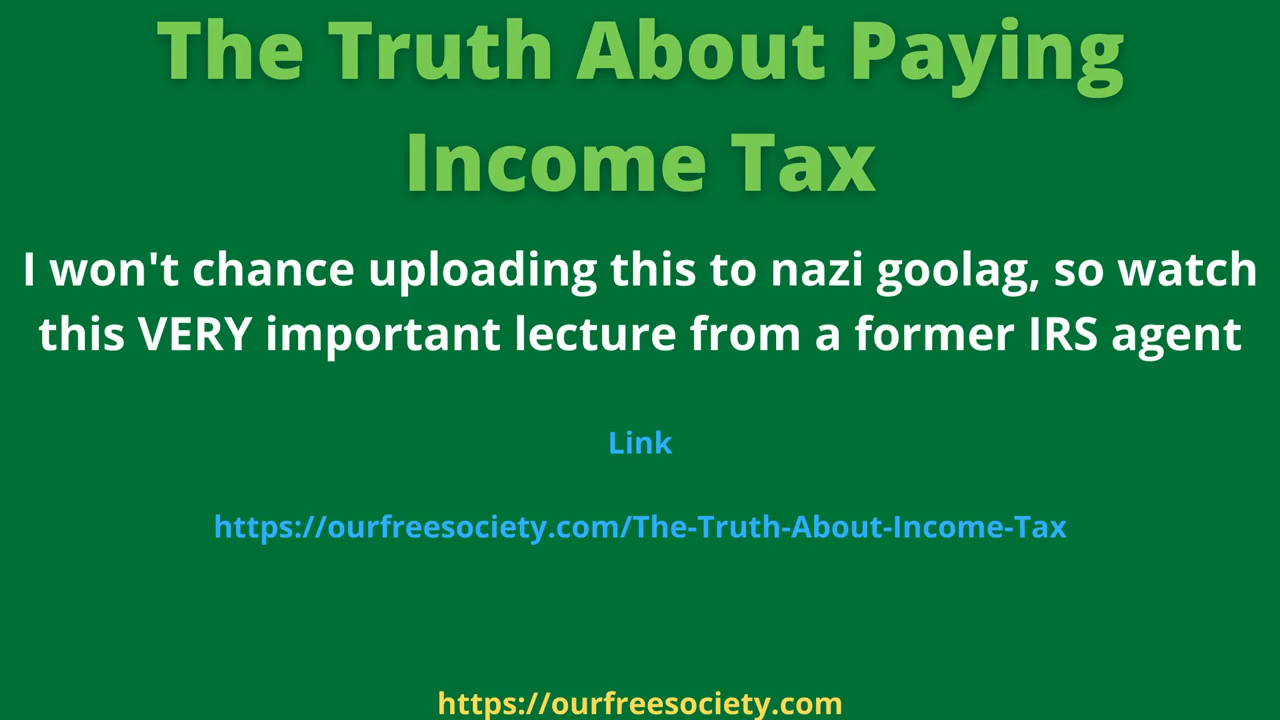 The Truth About Paying
Income Tax
I won't chance uploading this to nazi goolag, so watch
this VERY important lecture from a former IRS agent
Link
https://ourfreesociety.com/The-Truth-About-Income-Tax
https://ourfreesociety.com